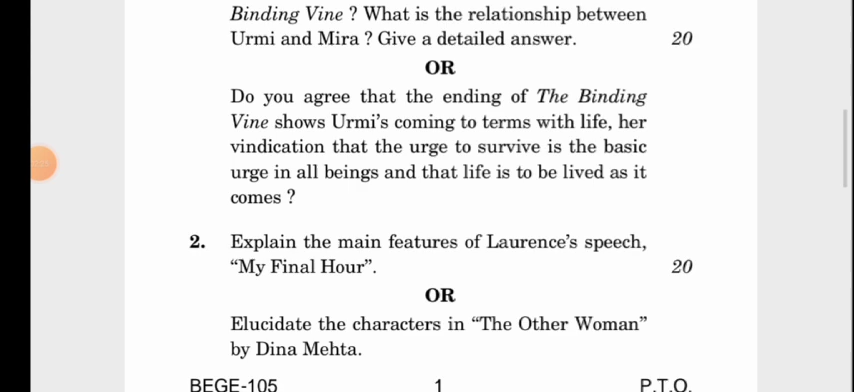 Binding Vine ? What is the relationship between
Urmi and Mira ? Give a detailed answer. 20
OR
Do you agree that the ending of The Binding
Vine shows Urmi’s coming to terms with life, her
vindication that the urge to survive is the basic
urge in all beings and that life is to be lived as it
comes ?
2. Explain the main features of Laurence’s speech,
“My Final Hour”. 20
OR
Elucidate the characters in “The Other Woman”
by Dina Mehta.
BEGE-105 1 P.T.O.